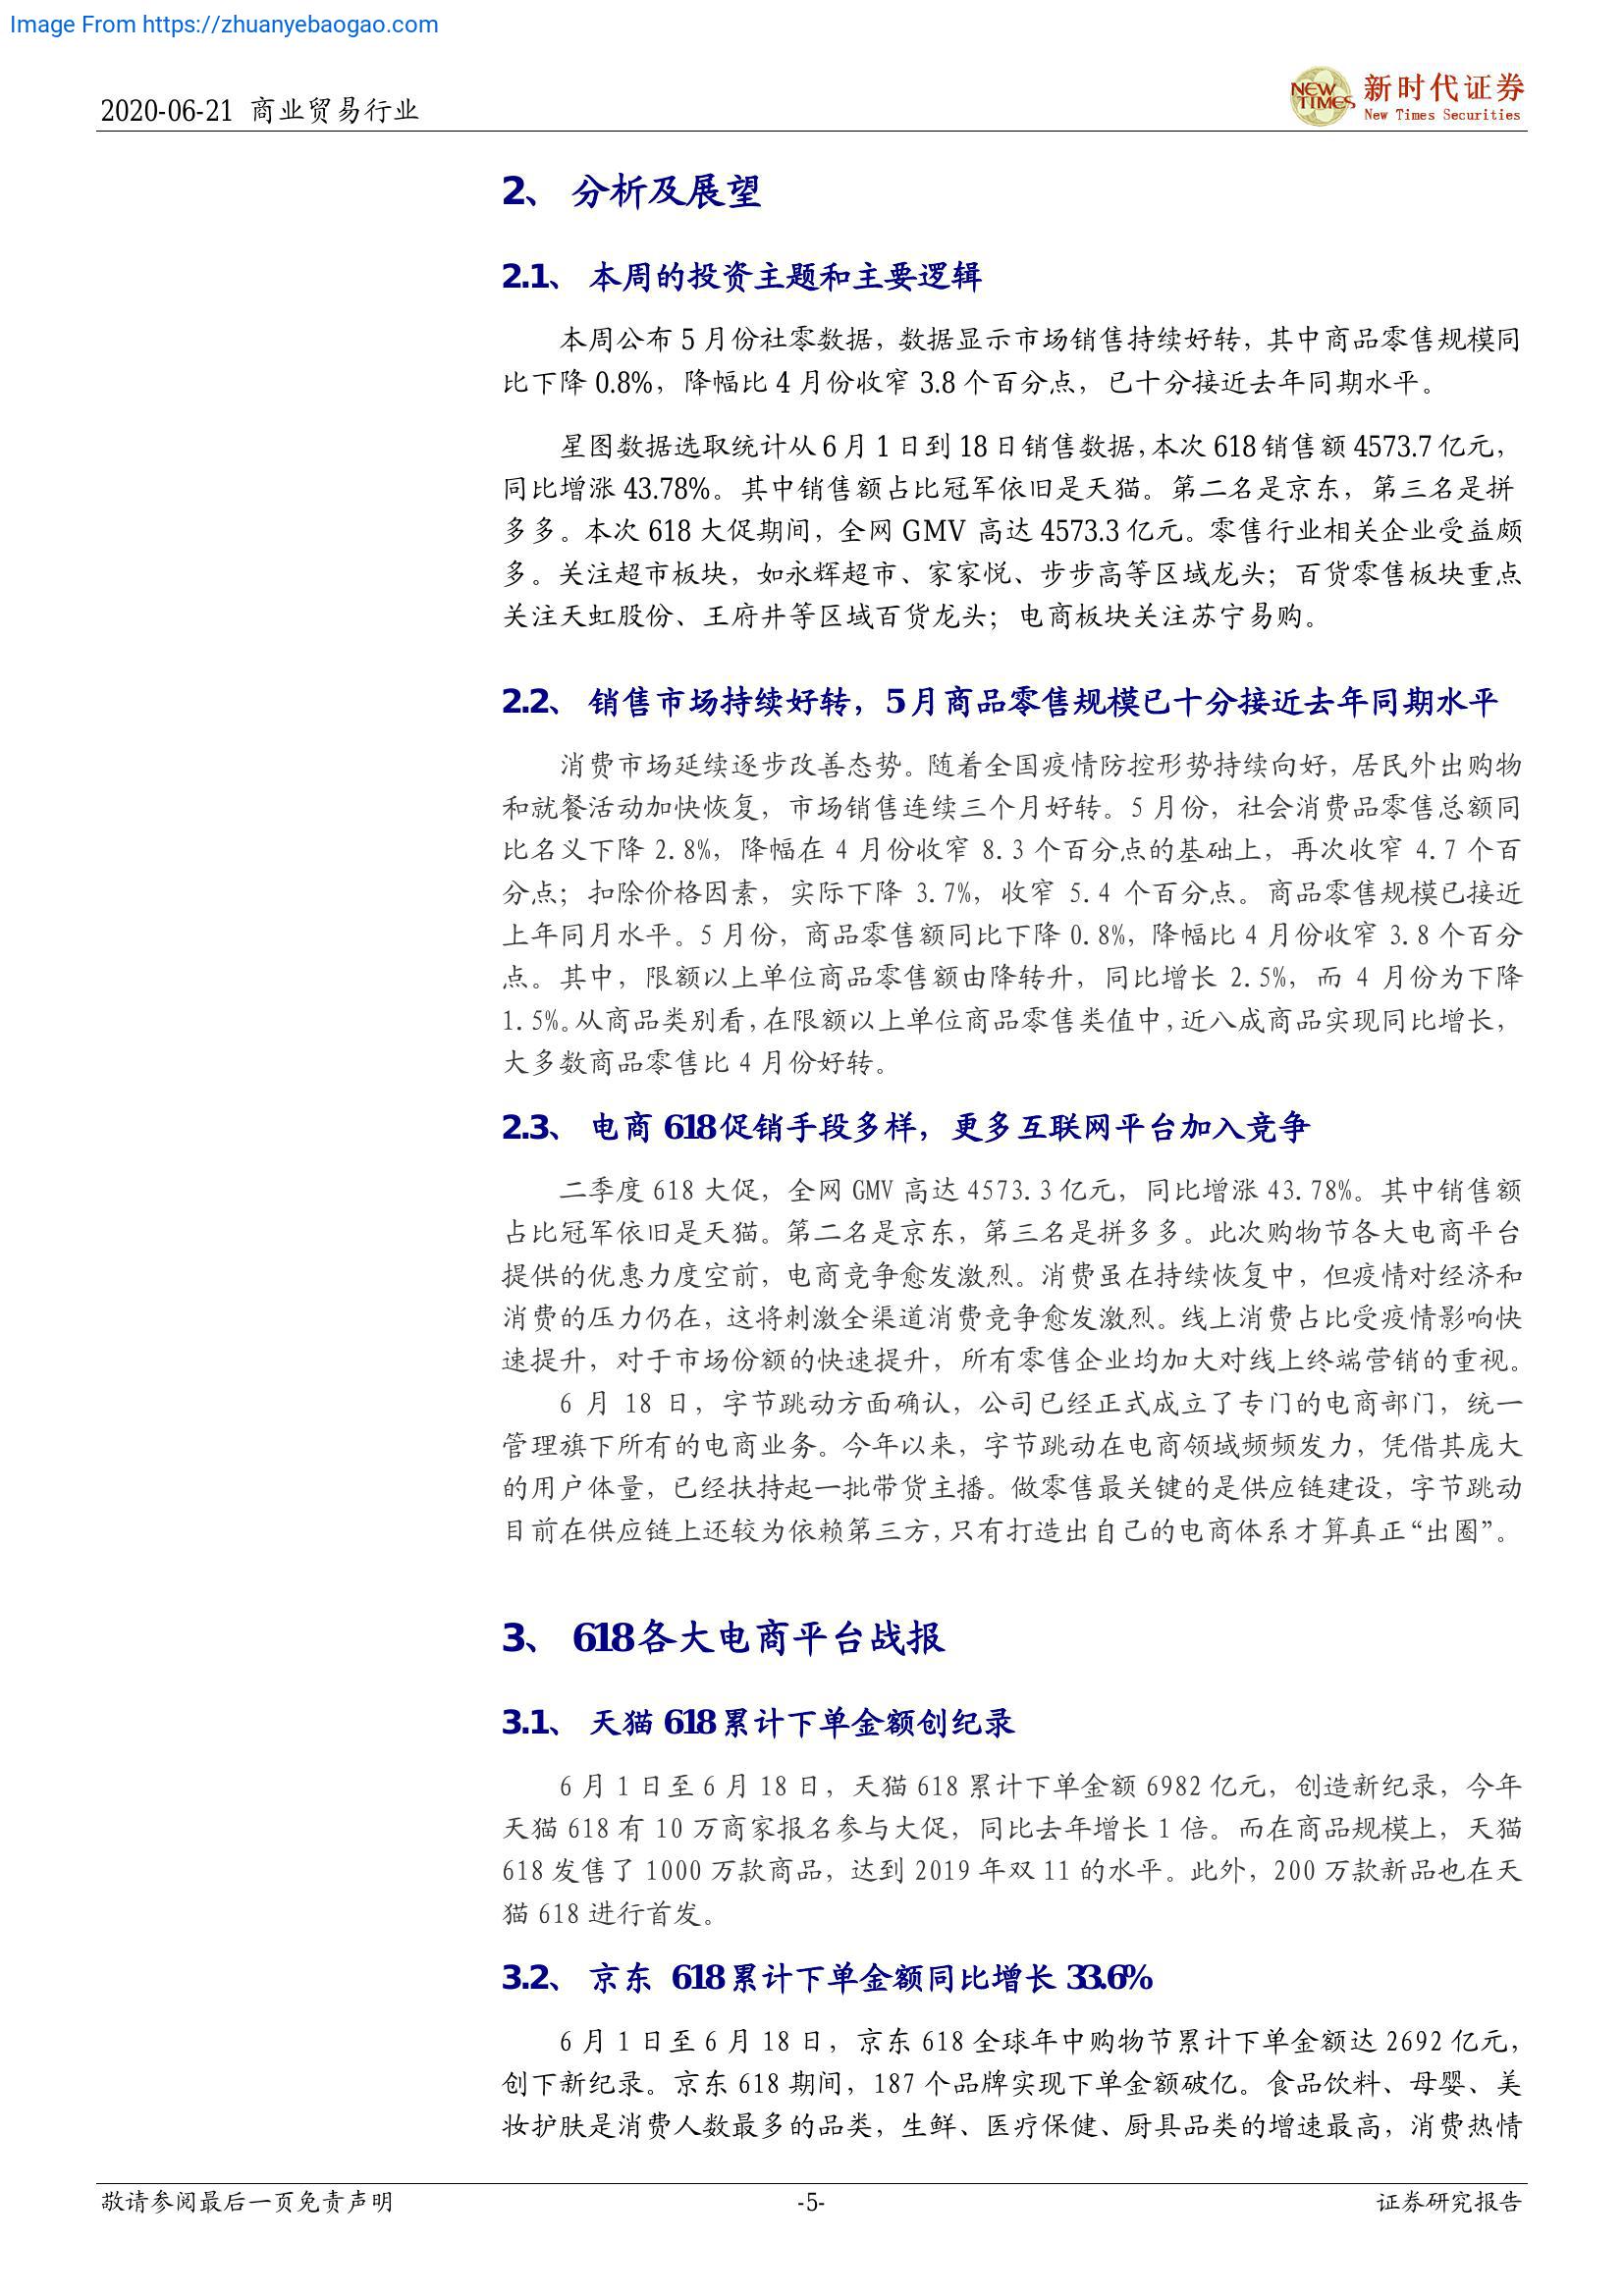 Image From https://zhuanyebaogao.com
2020-06-21 商业贸易行业
NEW TIMES
新时代证券
New Times Securities
2、 分析及展望
2.1、 本周的投资主题和主要逻辑
本周公布 5 月份社零数据，数据显示市场销售持续好转，其中商品零售规模同
比下降 0.8%，降幅比 4 月份收窄 3.8 个百分点，已十分接近去年同期水平。
星图数据选取统计从 6 月 1 日到 18 日销售数据，本次 618 销售额 4573.7 亿元，
同比增涨 43.78%。其中销售额占比冠军依旧是天猫。第二名是京东，第三名是拼
多多。本次 618 大促期间，全网 GMV 高达 4573.3 亿元。零售行业相关企业受益颇
多。关注超市板块，如永辉超市、家家悦、步步高等区域龙头；百货零售板块重点
关注天虹股份、王府井等区域百货龙头；电商板块关注苏宁易购。
2.2、 销售市场持续好转，5 月商品零售规模已十分接近去年同期水平
消费市场延续逐步改善态势。随着全国疫情防控形势持续向好，居民外出购物
和就餐活动加快恢复，市场销售连续三个月好转。5 月份，社会消费品零售总额同
比名义下降 2.8%，降幅在 4 月份收窄 8.3 个百分点的基础上，再次收窄 4.7 个百
分点；扣除价格因素，实际下降 3.7%，收窄 5.4 个百分点。商品零售规模已接近
上年同月水平。5 月份，商品零售额同比下降 0.8%，降幅比 4 月份收窄 3.8 个百分
点。其中，限额以上单位商品零售额由降转升，同比增长 2.5%，而 4 月份为下降
1.5%。从商品类别看，在限额以上单位商品零售类值中，近八成商品实现同比增长，
大多数商品零售比 4 月份好转。
2.3、 电商 618 促销手段多样，更多互联网平台加入竞争
二季度 618 大促，全网 GMV 高达 4573.3 亿元，同比增涨 43.78%。其中销售额
占比冠军依旧是天猫。第二名是京东，第三名是拼多多。此次购物节各大电商平台
提供的优惠力度空前，电商竞争愈发激烈。消费虽在持续恢复中，但疫情对经济和
消费的压力仍在，这将刺激全渠道消费竞争愈发激烈。线上消费占比受疫情影响快
速提升，对于市场份额的快速提升，所有零售企业均加大对线上终端营销的重视。
6 月 18 日，字节跳动方面确认，公司已经正式成立了专门的电商部门，统一
管理旗下所有的电商业务。今年以来，字节跳动在电商领域频频发力，凭借其庞大
的用户体量，已经扶持起一批带货主播。做零售最关键的是供应链建设，字节跳动
目前在供应链上还较为依赖第三方，只有打造出自己的电商体系才算真正“出圈”。
3、 618 各大电商平台战报
3.1、 天猫 618 累计下单金额创纪录
6 月 1 日至 6 月 18 日，天猫 618 累计下单金额 6982 亿元，创造新纪录，今年
天猫 618 有 10 万商家报名参与大促，同比去年增长 1 倍。而在商品规模上，天猫
618 发售了 1000 万款商品，达到 2019 年双 11 的水平。此外，200 万款新品也在天
猫 618 进行首发。
3.2、 京东 618 累计下单金额同比增长 33.6%
6 月 1 日至 6 月 18 日，京东 618 全球年中购物节累计下单金额达 2692 亿元，
创下新纪录。京东 618 期间，187 个品牌实现下单金额破亿。食品饮料、母婴、美
妆护肤是消费人数最多的品类，生鲜、医疗保健、厨具品类的增速最高，消费热情
敬请参阅最后一页免责声明
-5-
证券研究报告